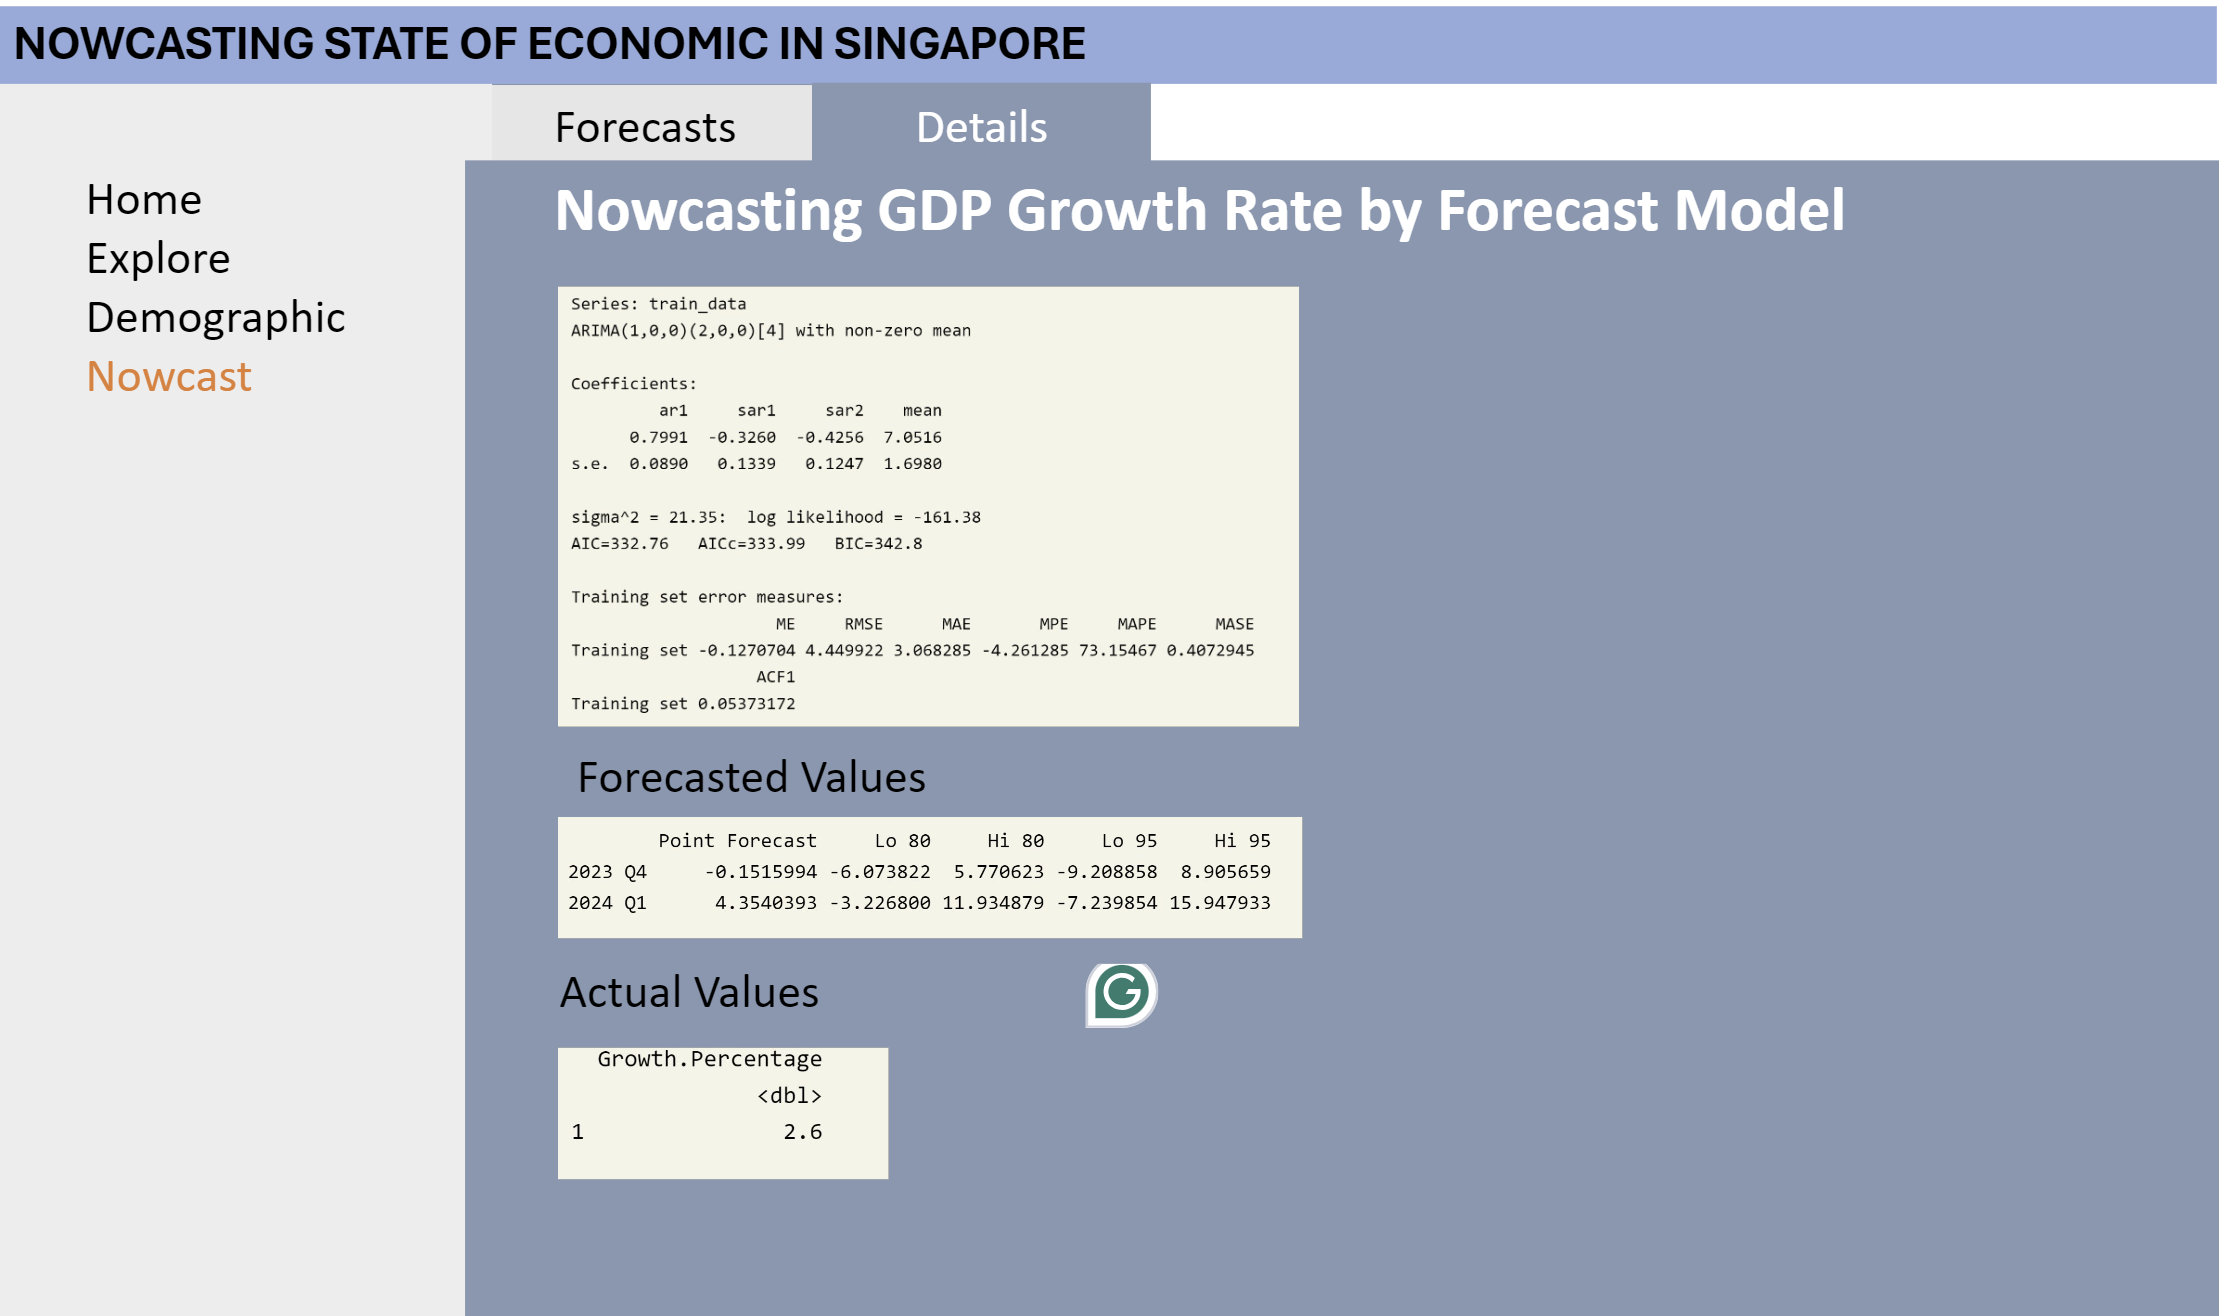 NOWCASTING STATE OF ECONOMIC IN SINGAPORE
Forecasts
Details
Home
Explore
Demographic
Nowcast
Nowcasting GDP Growth Rate by Forecast Model
Series: train_data
ARIMA(1,0,0)(2,0,0)[4] with non-zero mean
Coefficients:
ar1 sar1 sar2 mean
0.7991 -0.3260 -0.4256 7.0516
s.e. 0.0890 0.1339 0.1247 1.6980
sigma^2 = 21.35: log likelihood = -161.38
AIC=332.76 AICc=333.99 BIC=342.8
Training set error measures:
ME RMSE MAE MPE MAPE MASE
Training set -0.1270704 4.449922 3.068285 -4.261285 73.15467 0.4072945
ACF1
Training set 0.05373172
Forecasted Values
Point Forecast Lo 80 Hi 80 Lo 95 Hi 95
2023 Q4 -0.1515994 -6.073822 5.770623 -9.208858 8.905659
2024 Q1 4.3540393 -3.226800 11.934879 -7.239854 15.947933
Actual Values
G
Growth.Percentage
<dbl>
1 2.6